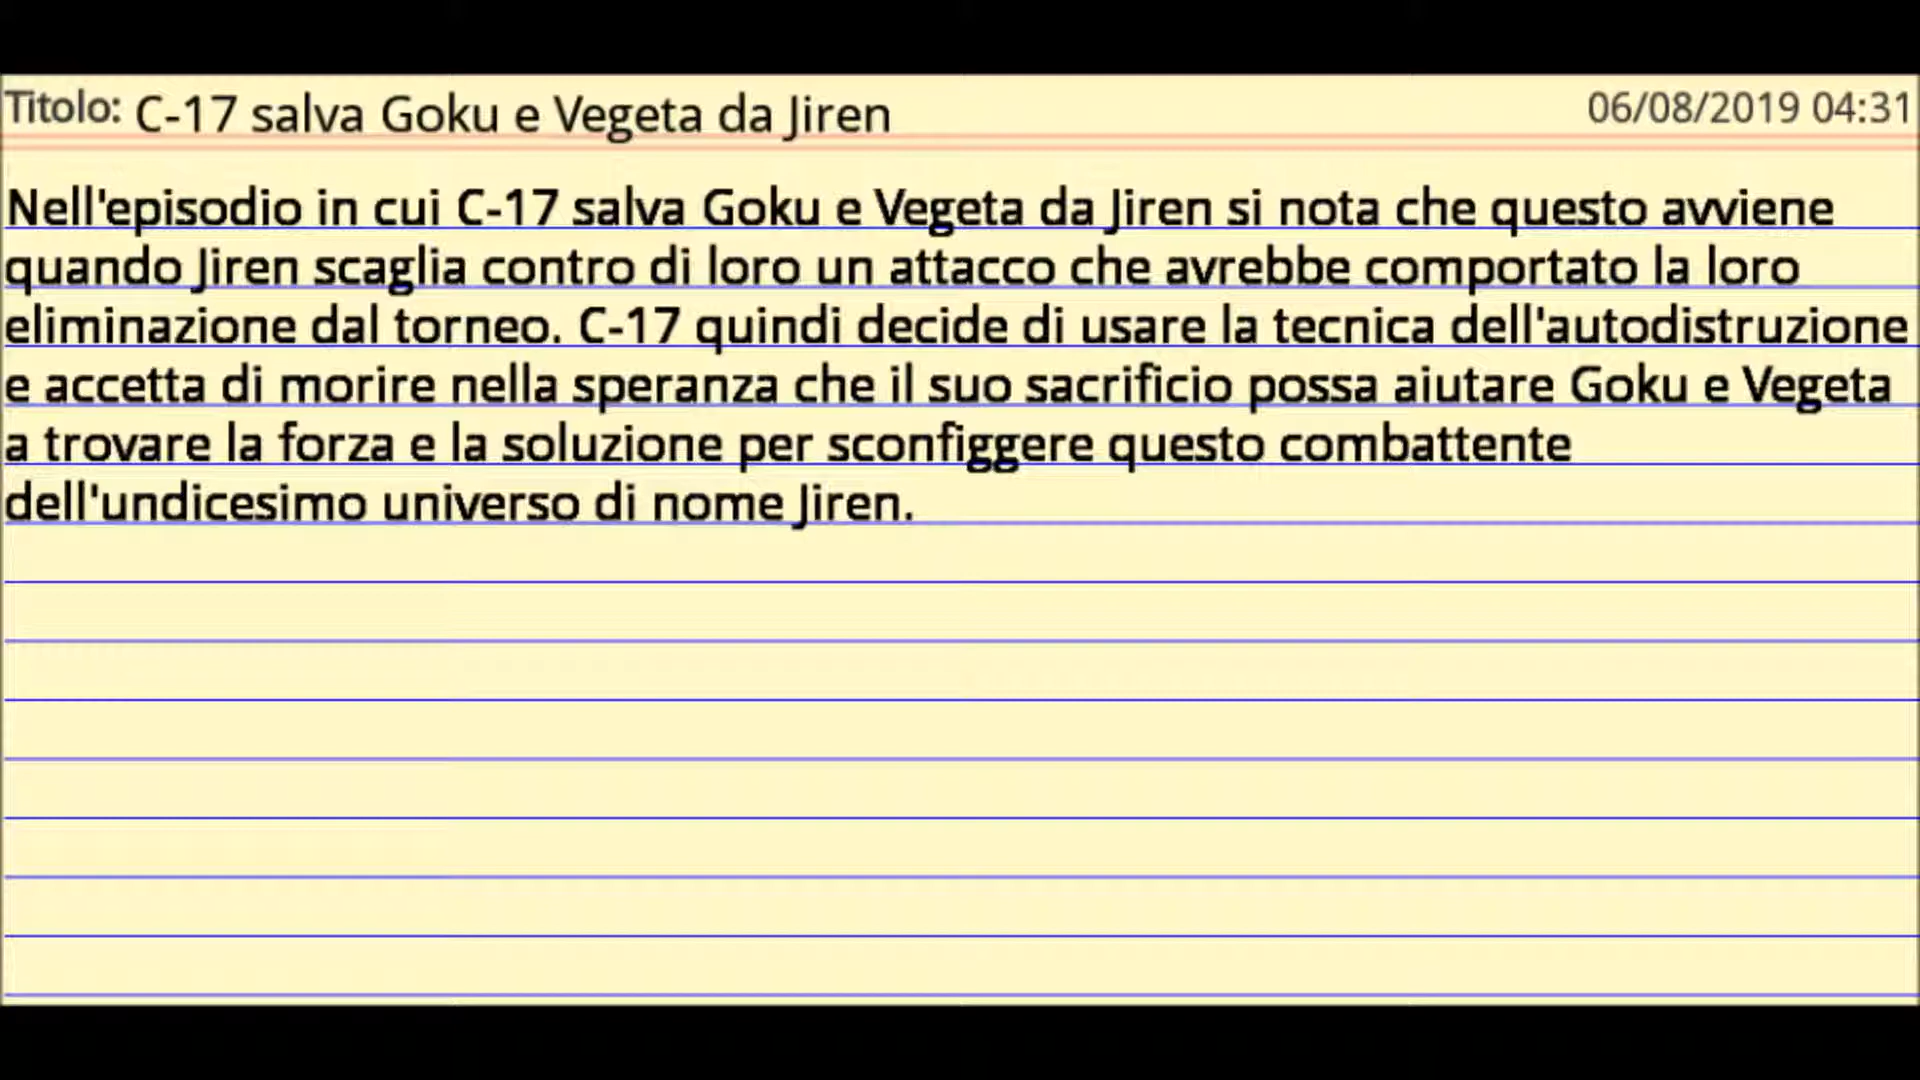 Titolo: C-17 salva Goku e Vegeta da Jiren 06/08/2019 04:31
Nell'episodio in cui C-17 salva Goku e Vegeta da Jiren si nota che questo avviene
quando Jiren scaglia contro di loro un attacco che avrebbe comportato la loro
eliminazione dal torneo. C-17 quindi decide di usare la tecnica dell'autodistruzione
e accetta di morire nella speranza che il suo sacrificio possa aiutare Goku e Vegeta
a trovare la forza e la soluzione per sconfiggere questo combattente
dell'undicesimo universo di nome Jiren.